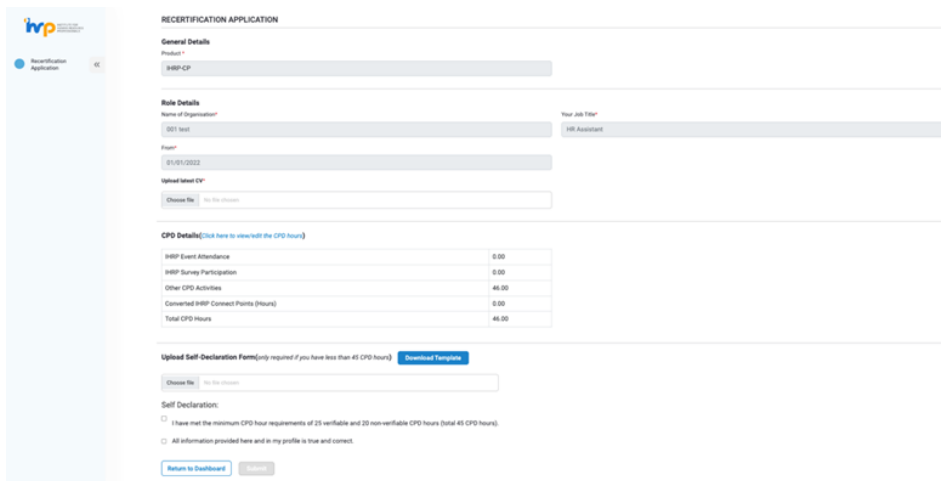 ihrp INSTITUTE FOR HUMAN RESOURCE PROFESSIONALS
Recertification
Application
RECERTIFICATION APPLICATION
General Details
Product *
IHRP-CP
Role Details
Name of Organisation*
Your Job Title*
001 test
HR Assistant
From*
01/01/2022
Upload latest CV*
Choose file No file chosen
CPD Details(Click here to view/edit the CPD hours)
IHRP Event Attendance 0.00
IHRP Survey Participation 0.00
Other CPD Activities 46.00
Converted IHRP Connect Points (Hours) 0.00
Total CPD Hours 46.00
Upload Self-Declaration Form(only required if you have less than 45 CPD hours) Download Template
Choose file No file chosen
Self Declaration:
I have met the minimum CPD hour requirements of 25 verifiable and 20 non-verifiable CPD hours (total 45 CPD hours).
All information provided here and in my profile is true and correct.
Return to Dashboard Submit